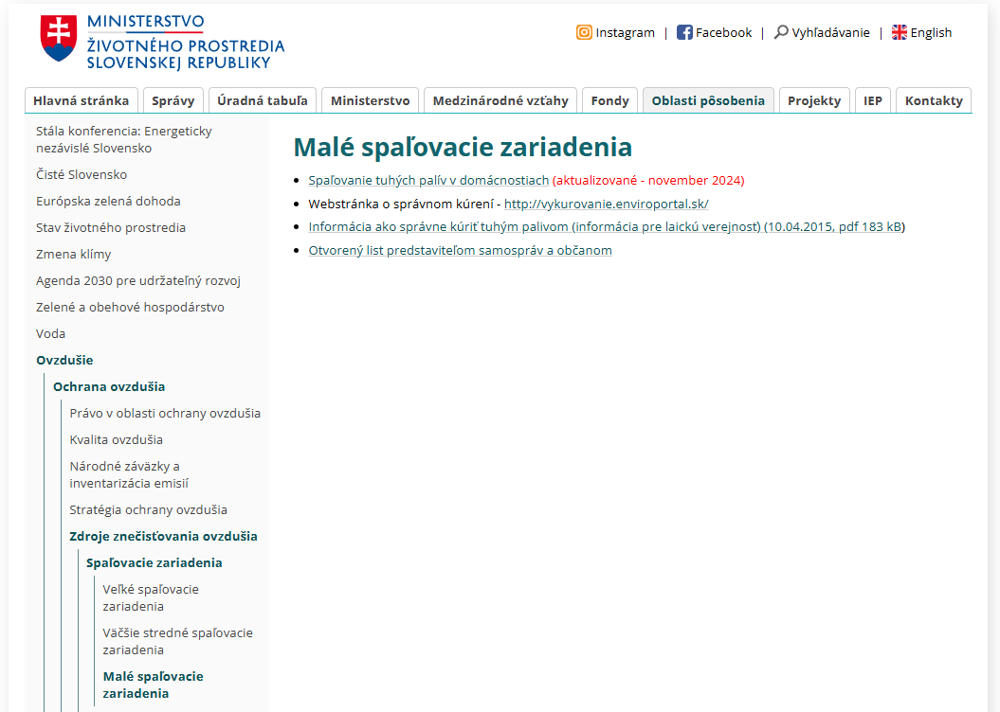 MINISTERSTVO
ŽIVOTNÉHO PROSTREDIA
SLOVENSKEJ REPUBLIKY
Instagram | Facebook | Vyhľadávanie | English
Hlavná stránka Správy Úradná tabuľa Ministerstvo Medzinárodné vzťahy Fondy Oblasti pôsobenia Projekty IEP Kontakty
Stála konferencia: Energeticky
nezávislé Slovensko
Čisté Slovensko
Európska zelená dohoda
Stav životného prostredia
Zmena klímy
Agenda 2030 pre udržateľný rozvoj
Zelené a obehové hospodárstvo
Voda
Ovzdušie
Ochrana ovzdušia
Právo v oblasti ochrany ovzdušia
Kvalita ovzdušia
Národné záväzky a
inventarizácia emisií
Stratégia ochrany ovzdušia
Zdroje znečisťovania ovzdušia
Spaľovacie zariadenia
Veľké spaľovacie
zariadenia
Väčšie stredné spaľovacie
zariadenia
Malé spaľovacie
zariadenia
Malé spaľovacie zariadenia
Spaľovanie tuhých palív v domácnostiach (aktualizované - november 2024)
Webstránka o správnom kúrení - http://vykurovanie.enviroportal.sk/
Informácia ako správne kúriť tuhým palivom (informácia pre laickú verejnosť) (10.04.2015, pdf 183 kB)
Otvorený list predstaviteľom samospráv a občanom